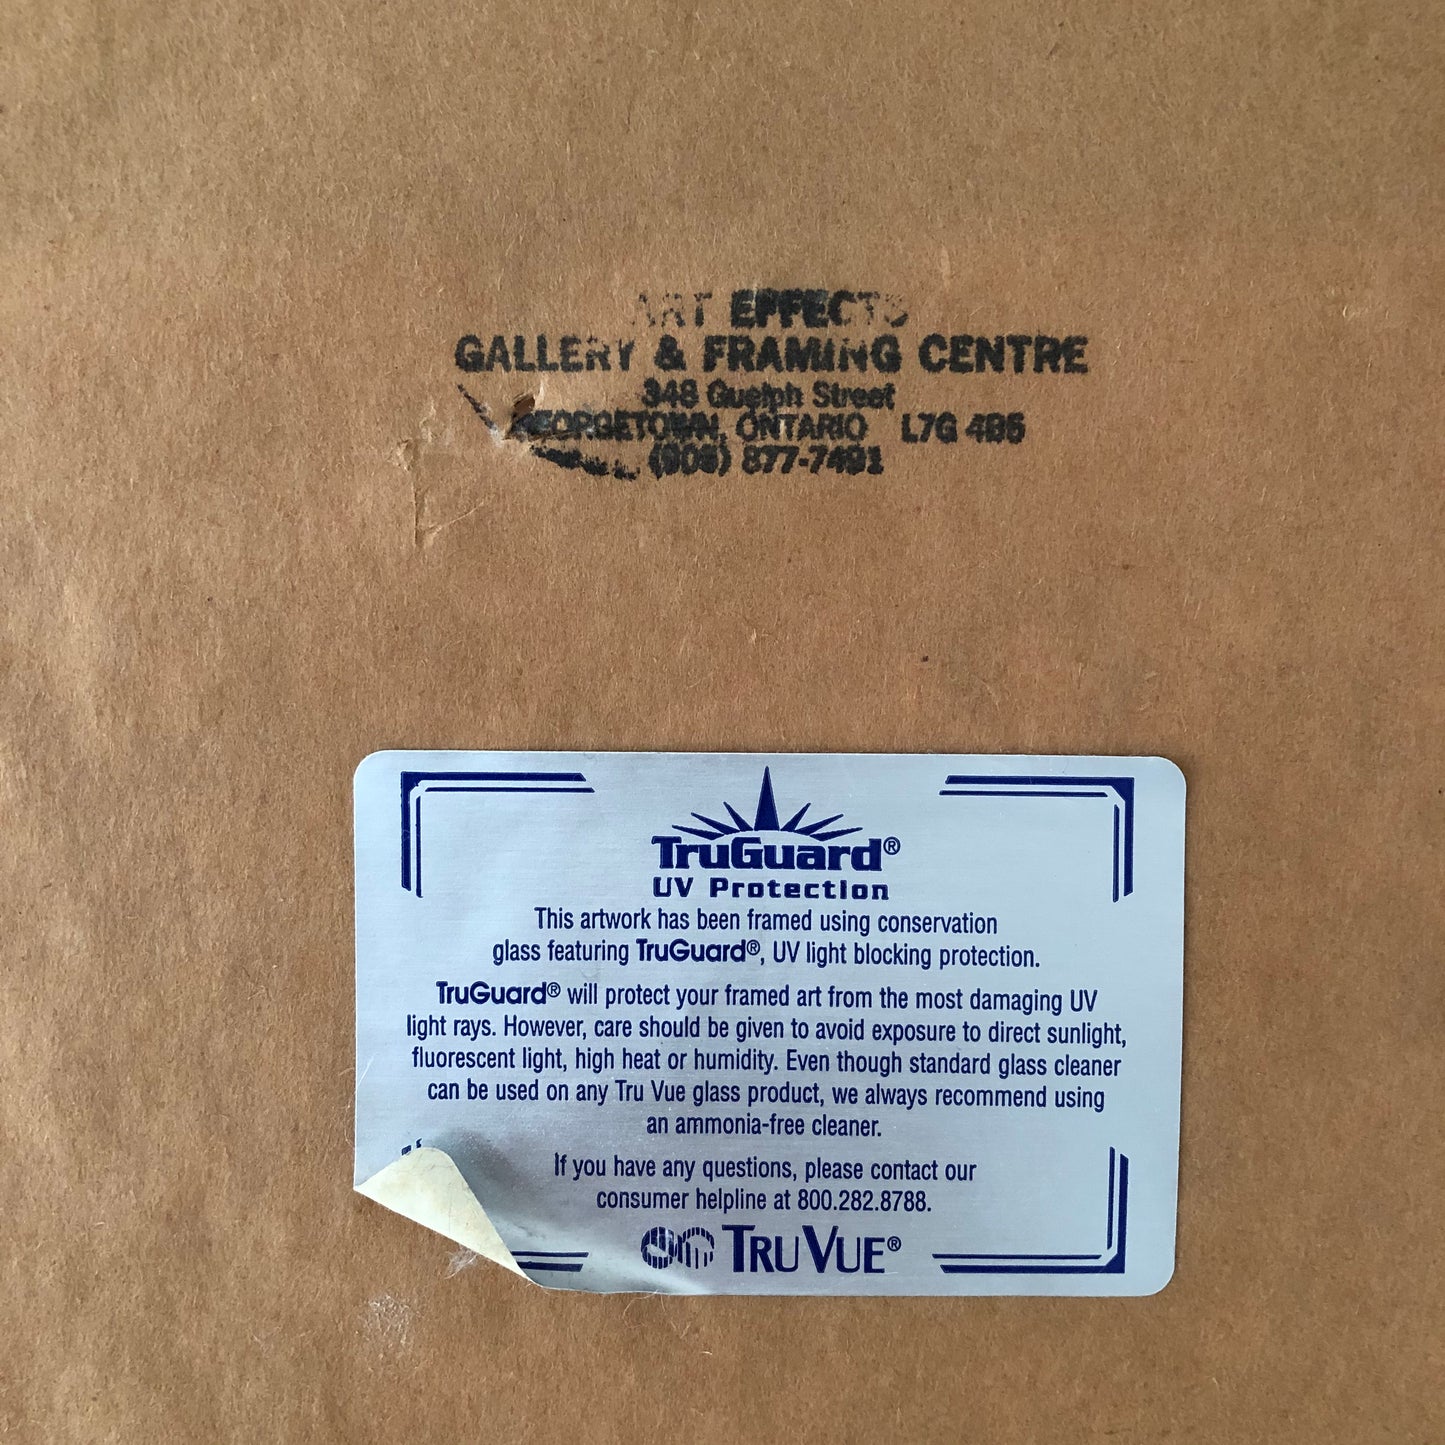 ART EFFECTS
GALLERY & FRAMING CENTRE
348 Guelph Street
GEORGETOWN, ONTARIO L7G 4B5
(905) 877-7491
TruGuard®
UV Protection
This artwork has been framed using conservation
glass featuring TruGuard®, UV light blocking protection.
TruGuard® will protect your framed art from the most damaging UV
light rays. However, care should be given to avoid exposure to direct sunlight,
fluorescent light, high heat or humidity. Even though standard glass cleaner
can be used on any Tru Vue glass product, we always recommend using
an ammonia-free cleaner.
If you have any questions, please contact our
consumer helpline at 800.282.8788.
TRU VUE®